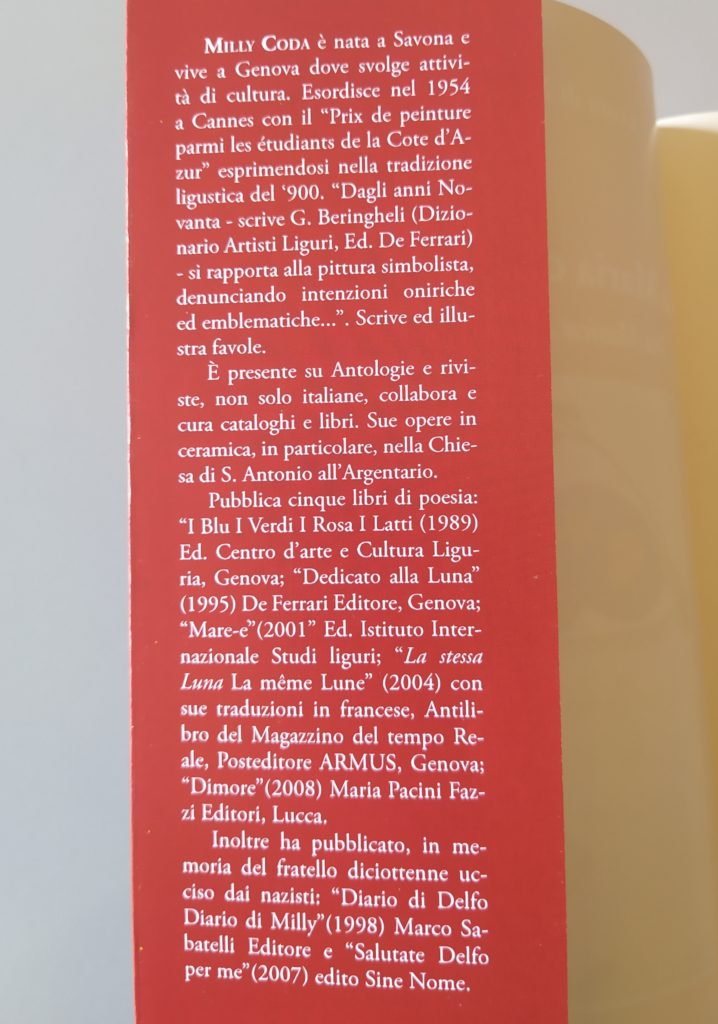 MILLY CODA è nata a Savona e
vive a Genova dove svolge attivi-
tà di cultura. Esordisce nel 1954
a Cannes con il “Prix de peinture
parmi les étudiants de la Cote d’A-
zur” esprimendosi nella tradizione
ligustica del ‘900. “Dagli anni No-
vanta - scrive G. Beringheli (Dizio-
nario Artisti Liguri, Ed. De Ferrari)
- si rapporta alla pittura simbolista,
denunciando intenzioni oniriche
ed emblematiche...”. Scrive ed illu-
stra favole.
È presente su Antologie e rivi-
ste, non solo italiane, collabora e
cura cataloghi e libri. Sue opere in
ceramica, in particolare, nella Chie-
sa di S. Antonio all’Argentario.
Pubblica cinque libri di poesia:
“I Blu I Verdi I Rosa I Latti (1989)
Ed. Centro d’arte e Cultura Ligu-
ria, Genova; “Dedicato alla Luna”
(1995) De Ferrari Editore, Genova;
“Mare-e”(2001” Ed. Istituto Inter-
nazionale Studi liguri; “La stessa
Luna La même Lune” (2004) con
sue traduzioni in francese, Antili-
bro del Magazzino del tempo Re-
ale, Posteditore ARMUS, Genova;
“Dimore”(2008) Maria Pacini Faz-
zi Editori, Lucca.
Inoltre ha pubblicato, in me-
moria del fratello diciottenne uc-
ciso dai nazisti: “Diario di Delfo
Diario di Milly”(1998) Marco Sa-
batelli Editore e “Salutate Delfo
per me”(2007) edito Sine Nome.